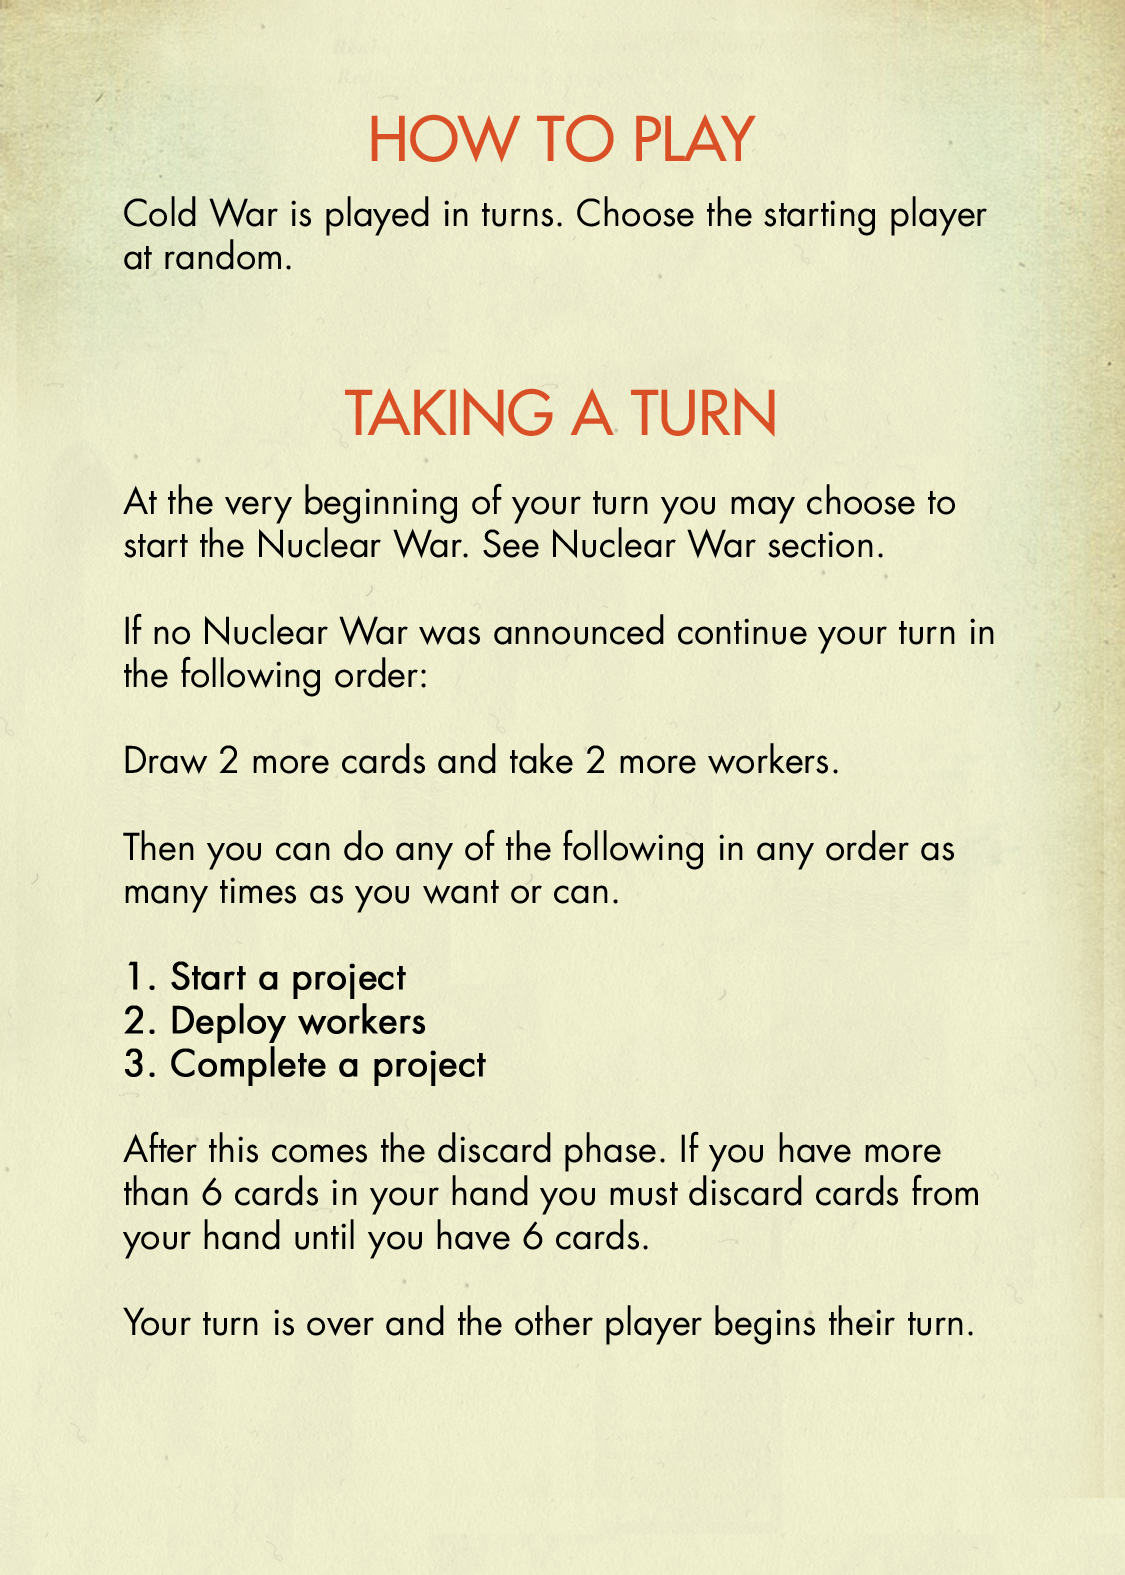 HOW TO PLAY
Cold War is played in turns. Choose the starting player
at random.
TAKING A TURN
At the very beginning of your turn you may choose to
start the Nuclear War. See Nuclear War section.
If no Nuclear War was announced continue your turn in
the following order:
Draw 2 more cards and take 2 more workers.
Then you can do any of the following in any order as
many times as you want or can.
1. Start a project
2. Deploy workers
3. Complete a project
After this comes the discard phase. If you have more
than 6 cards in your hand you must discard cards from
your hand until you have 6 cards.
Your turn is over and the other player begins their turn.